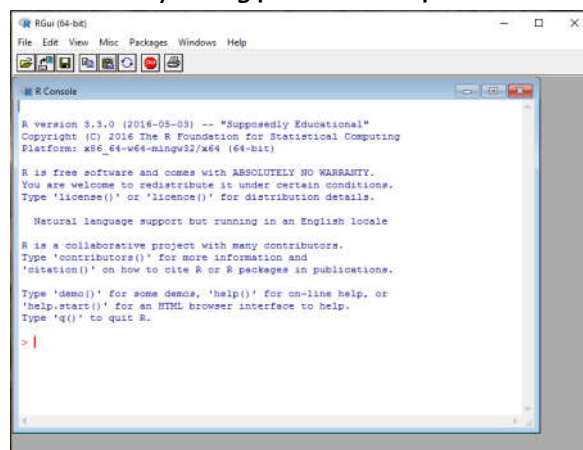 RGui (64-bit)
File Edit View Misc Packages Windows Help
R Console
R version 3.3.0 (2016-05-03) -- "Supposedly Educational"
Copyright (C) 2016 The R Foundation for Statistical Computing
Platform: x86_64-w64-mingw32/x64 (64-bit)
R is free software and comes with ABSOLUTELY NO WARRANTY.
You are welcome to redistribute it under certain conditions.
Type 'license()' or 'licence()' for distribution details.
Natural language support but running in an English locale
R is a collaborative project with many contributors.
Type 'contributors()' for more information and
'citation()' on how to cite R or R packages in publications.
Type 'demo()' for some demos, 'help()' for on-line help, or
'help.start()' for an HTML browser interface to help.
Type 'q()' to quit R.
>